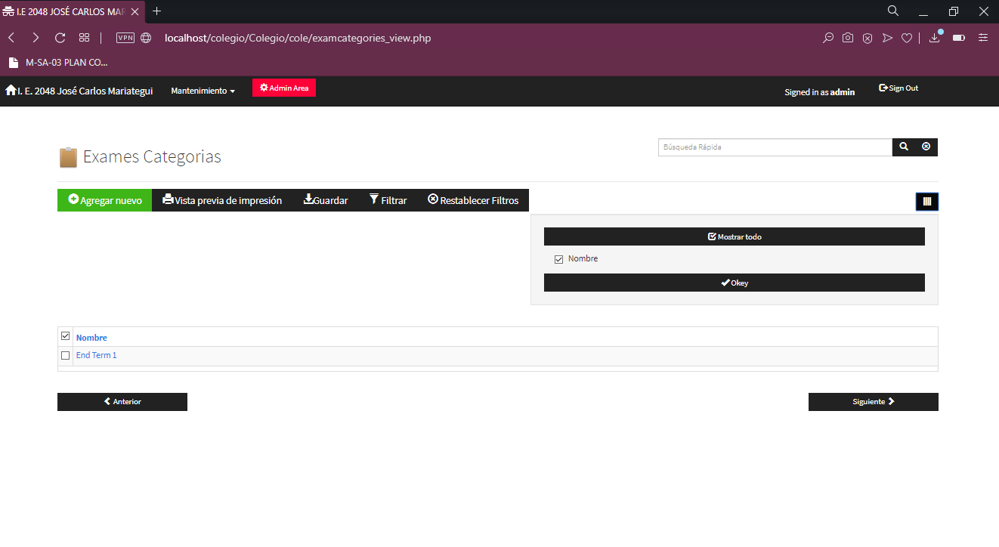 I.E 2048 JOSÉ CARLOS MAR
VPN
localhost/colegio/Colegio/cole/examcategories_view.php
M-SA-03 PLAN CO...
I. E. 2048 José Carlos Mariategui
Mantenimiento
Admin Area
Signed in as admin
Sign Out
Exames Categorias
Búsqueda Rápida
Agregar nuevo
Vista previa de impresión
Guardar
Filtrar
Restablecer Filtros
Mostrar todo
Nombre
Okey
Nombre
End Term 1
Anterior
Siguiente